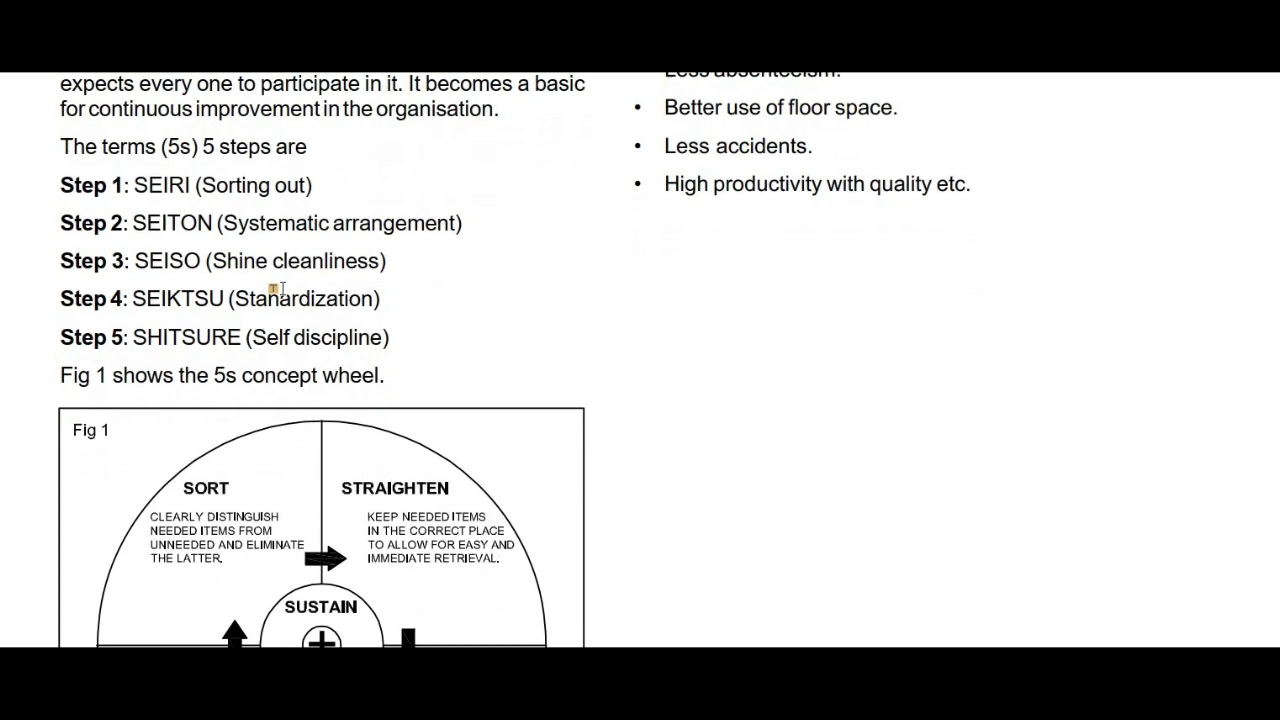 expects every one to participate in it. It becomes a basic
for continuous improvement in the organisation.
The terms (5s) 5 steps are
Step 1: SEIRI (Sorting out)
Step 2: SEITON (Systematic arrangement)
Step 3: SEISO (Shine cleanliness)
Step 4: SEIKTSU (Stanardization)
Step 5: SHITSURE (Self discipline)
Fig 1 shows the 5s concept wheel.
Fig 1
SORT
CLEARLY DISTINGUISH
NEEDED ITEMS FROM
UNNEEDED AND ELIMINATE
THE LATTER.
STRAIGHTEN
KEEP NEEDED ITEMS
IN THE CORRECT PLACE
TO ALLOW FOR EASY AND
IMMEDIATE RETRIEVAL.
SUSTAIN
Less absenteeism.
• Better use of floor space.
• Less accidents.
• High productivity with quality etc.